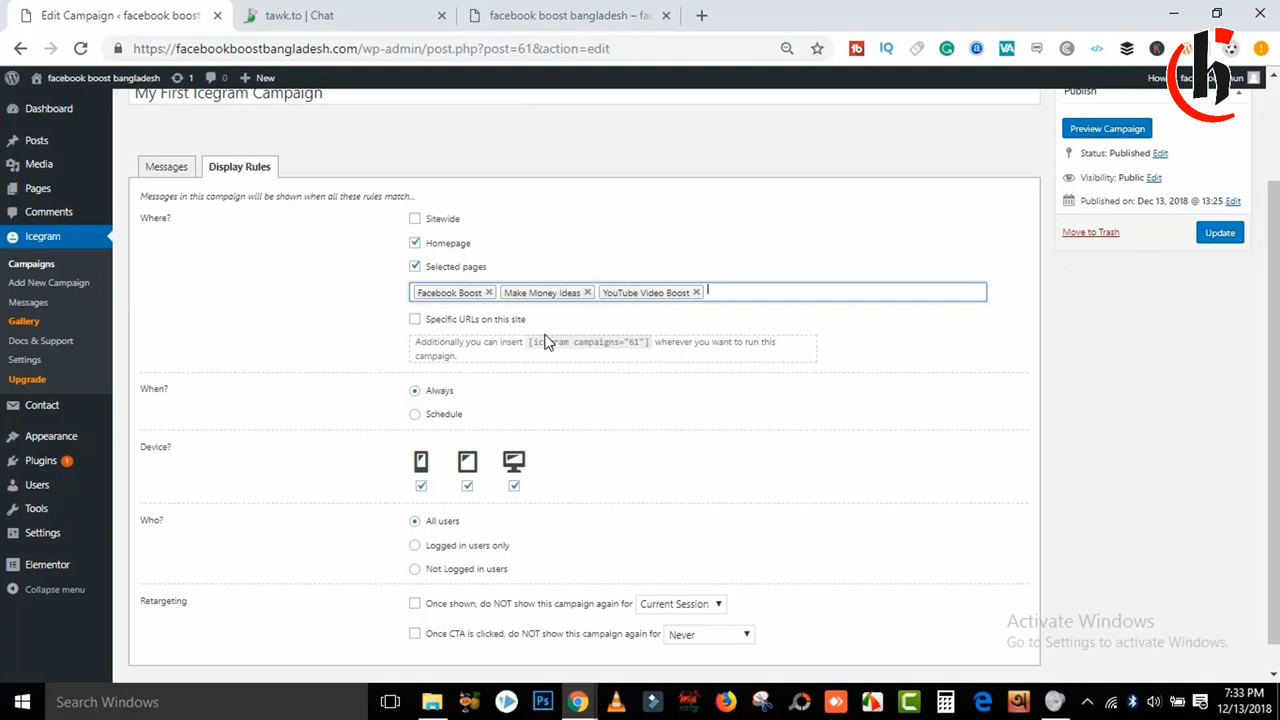 Edit Campaign ‹ facebook boost
tawk.to | Chat
facebook boost bangladesh – fa
https://facebookboostbangladesh.com/wp-admin/post.php?post=61&action=edit
facebook boost bangladesh
1
0
New
My First Icegram Campaign
Publish
Preview Campaign
Status: Published Edit
Visibility: Public Edit
Published on: Dec 13, 2018 @ 13:25 Edit
Move to Trash
Update
Dashboard
Posts
Media
Pages
Comments
Icegram
Campaigns
Add New Campaign
Messages
Gallery
Docs & Support
Settings
Upgrade
Contact
Appearance
Plugins 1
Users
Tools
Settings
Elementor
Collapse menu
Messages
Display Rules
Messages in this campaign will be shown when all these rules match...
Where?
Sitewide
Homepage
Selected pages
Facebook Boost
Make Money Ideas
YouTube Video Boost
Specific URLs on this site
Additionally you can insert campaigns="61"] wherever you want to run this
campaign.
When?
Always
Schedule
Device?
Who?
All users
Logged in users only
Not Logged in users
Retargeting
Once shown, do NOT show this campaign again for Current Session
Once CTA is clicked, do NOT show this campaign again for Never
Activate Windows
Go to Settings to activate Windows.
Search Windows
7:33 PM
12/13/2018